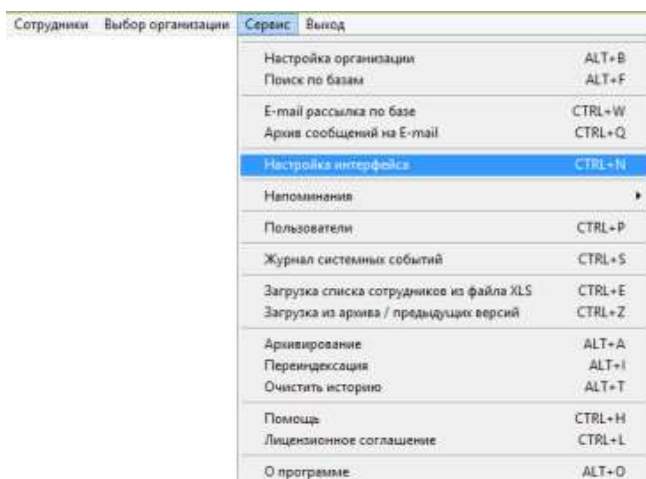 Сотрудники Выбор организации Сервис Выход
Настройка организации ALT+B
Поиск по базам ALT+F
E-mail рассылка по базе CTRL+W
Архив сообщений на E-mail CTRL+Q
Настройка интерфейса CTRL+N
Напоминания
Пользователи CTRL+P
Журнал системных событий CTRL+S
Загрузка списка сотрудников из файла XLS CTRL+E
Загрузка из архива / предыдущих версий CTRL+Z
Архивирование ALT+A
Переиндексация ALT+I
Очистить историю ALT+T
Помощь CTRL+H
Лицензионное соглашение CTRL+L
О программе ALT+O